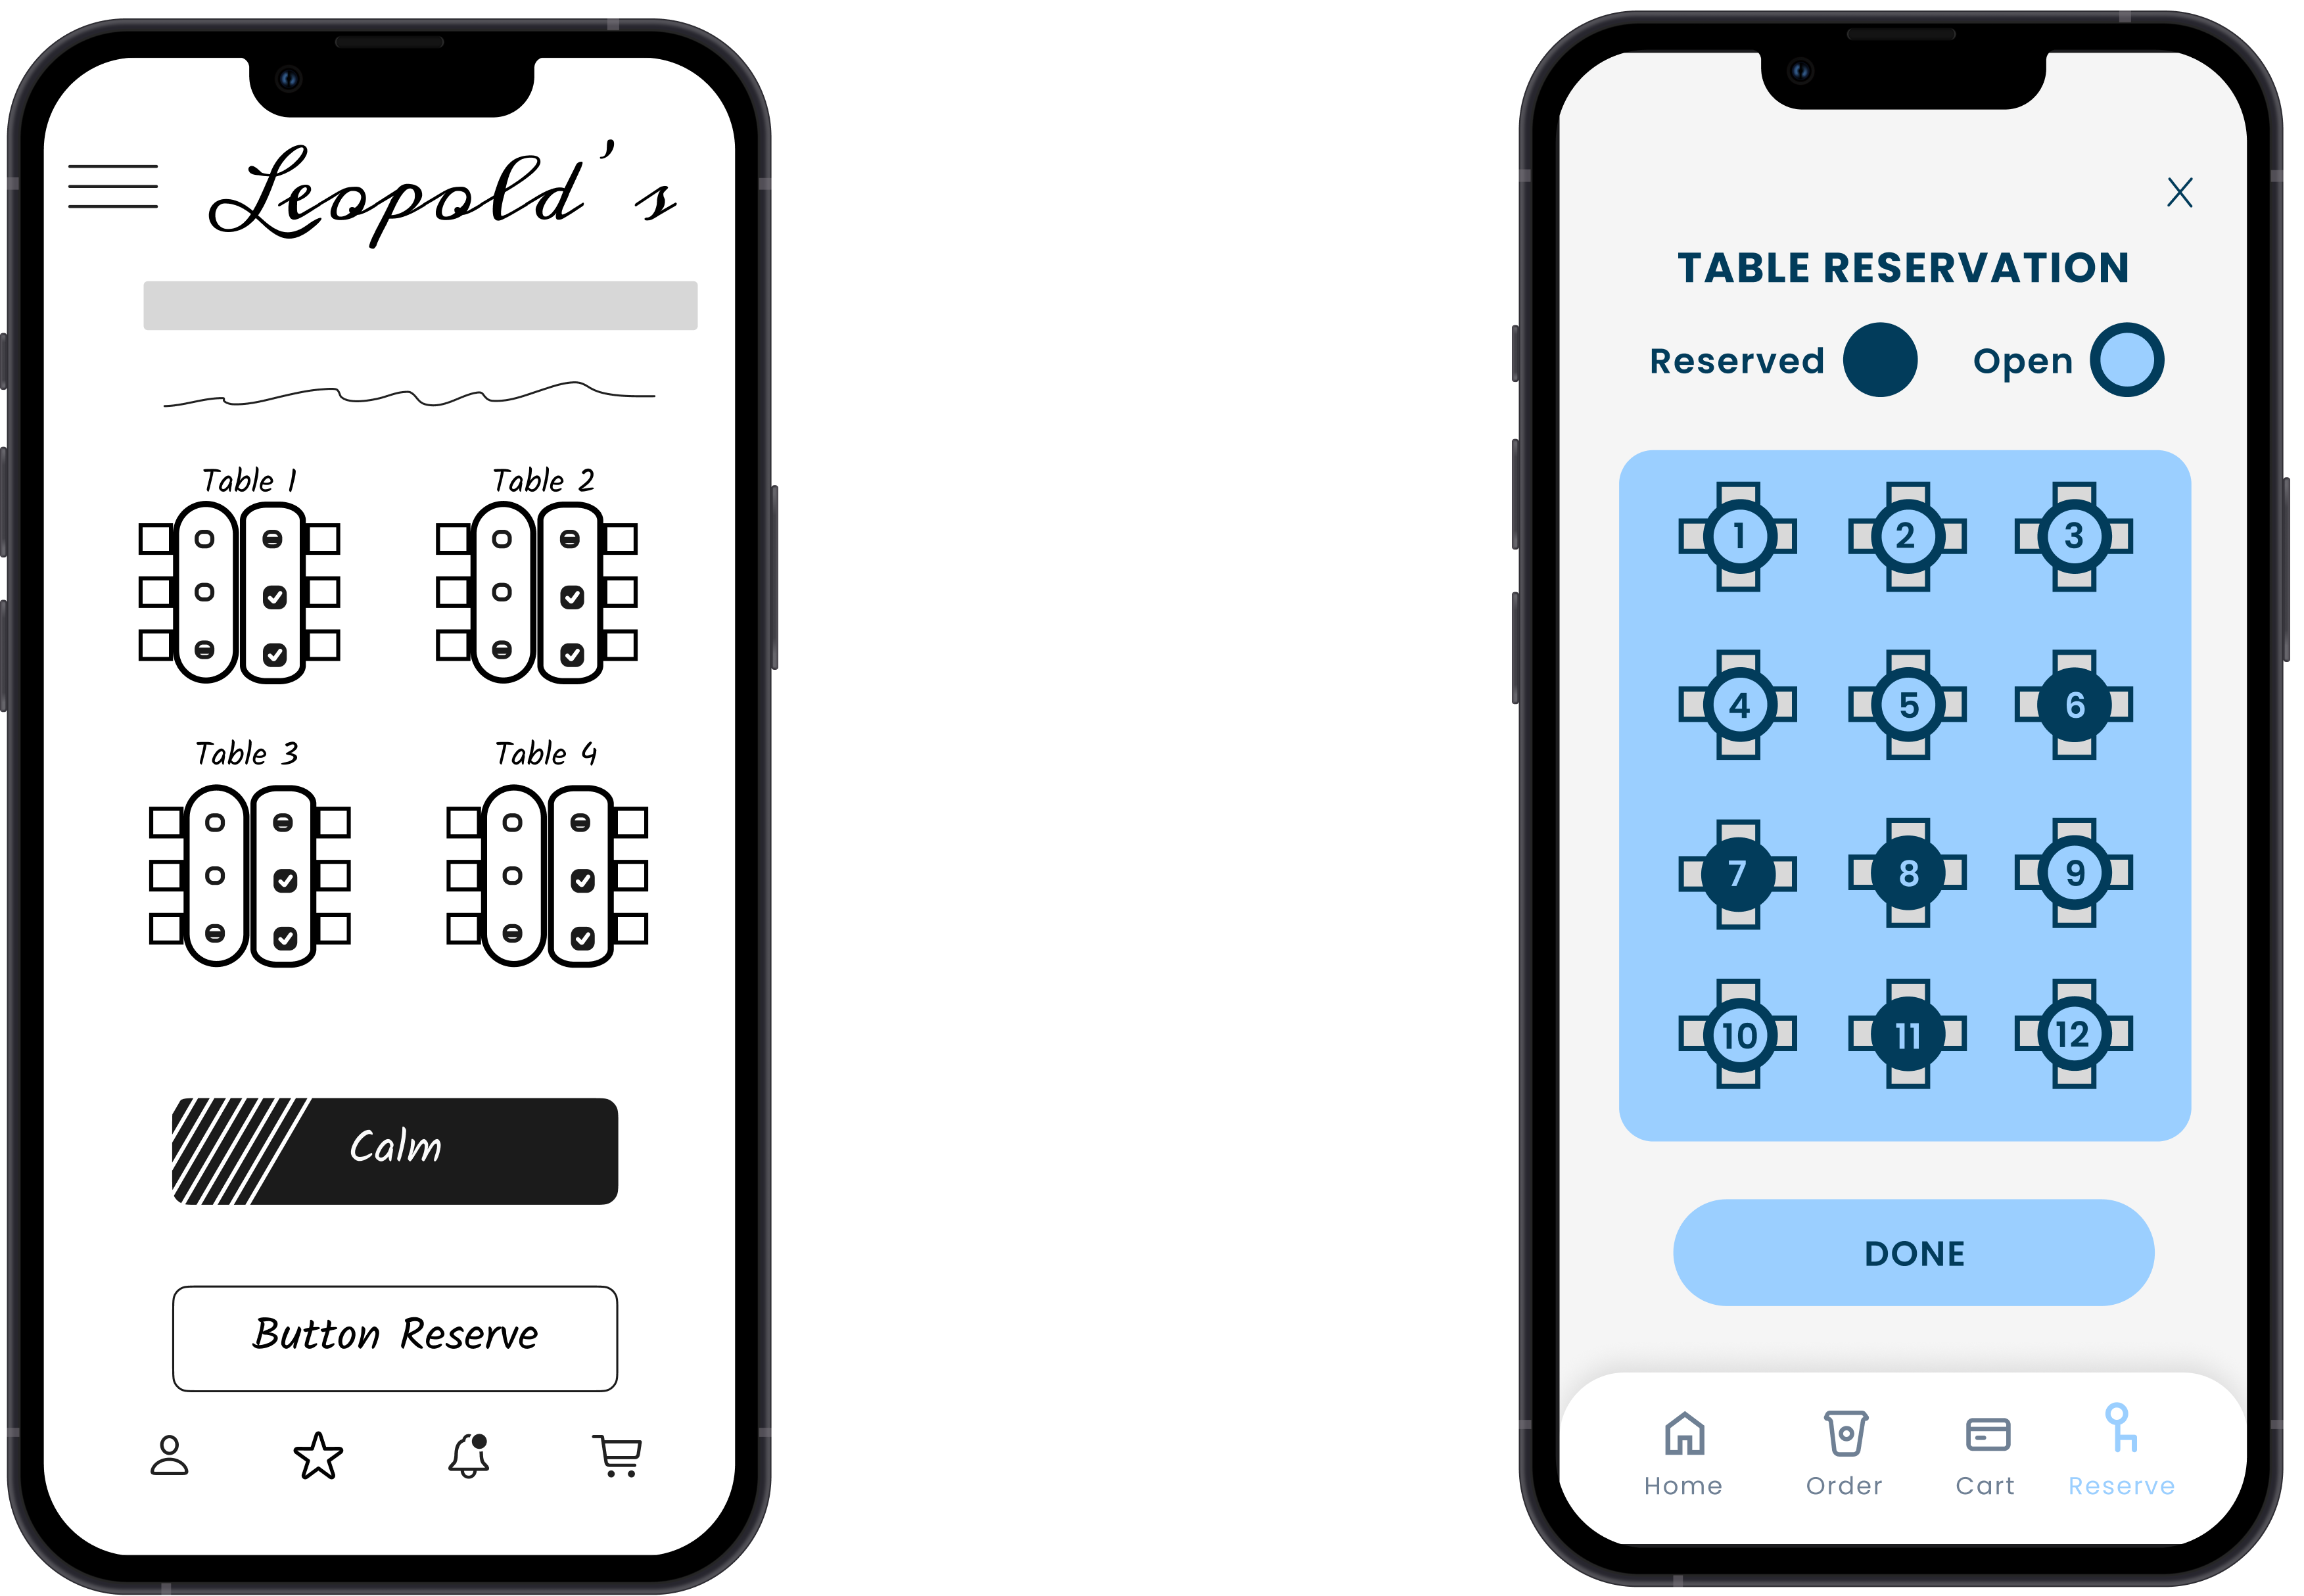 Leopold's
Table 1
Table 2
Table 3
Table 4
Calm
Button Reserve
TABLE RESERVATION
Reserved
Open
1
2
3
4
5
6
7
8
9
10
11
12
DONE
Home
Order
Cart
Reserve